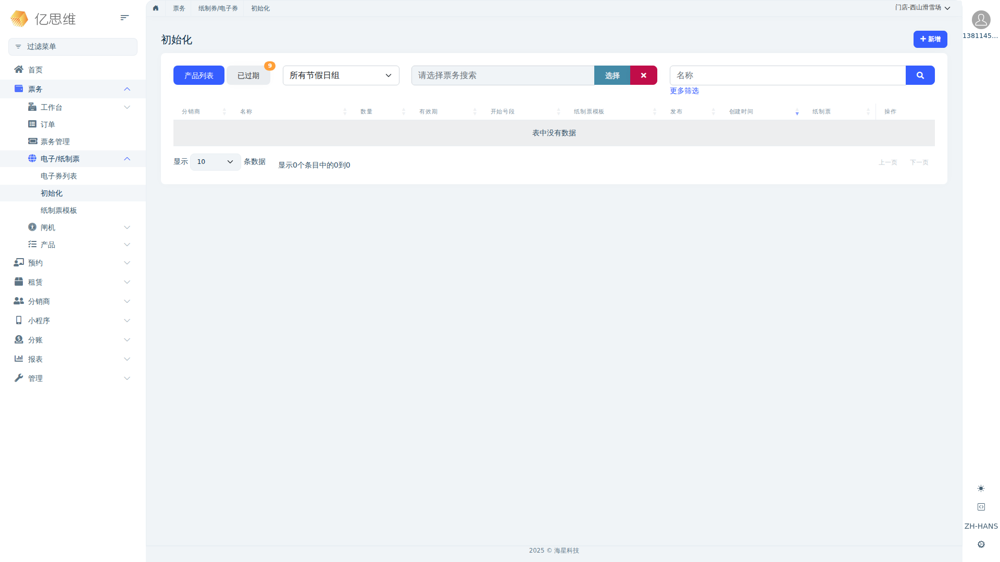 亿思维
过滤菜单
首页
票务
工作台
订单
票务管理
电子/纸制票
电子券列表
初始化
纸制票模板
闸机
产品
预约
租赁
分销商
小程序
分账
报表
管理
票务 纸制券/电子券 初始化
门店-西山滑雪场
初始化
新增
产品列表 已过期 9 所有节假日组 请选择票务搜索 选择 名称
更多筛选
分销商 名称 数量 有效期 开始号段 纸制票模板 发布 创建时间 纸制票 操作
表中没有数据
显示 10 条数据 显示0个条目中的0到0 上一页 下一页
2025 © 海星科技
1381145...
ZH-HANS